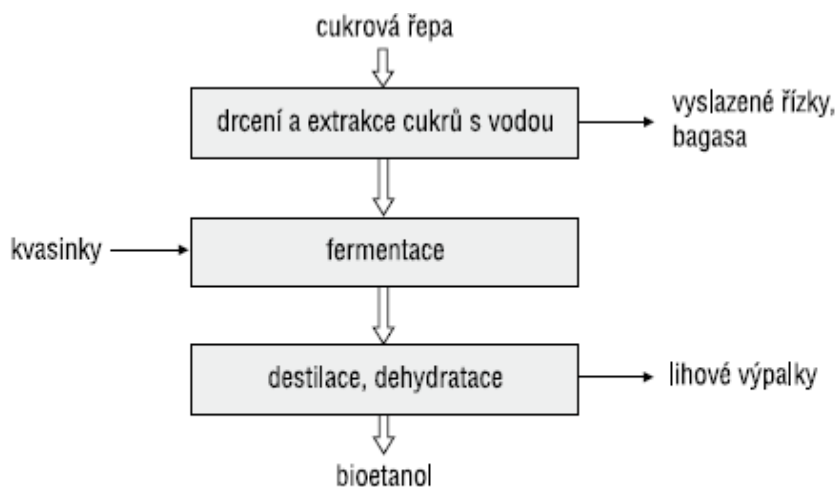 cukrová řepa
drcení a extrakce cukrů s vodou
vyslazené řízky,
bagasa
kvasinky
fermentace
destilace, dehydratace
lihové výpalky
bioetanol